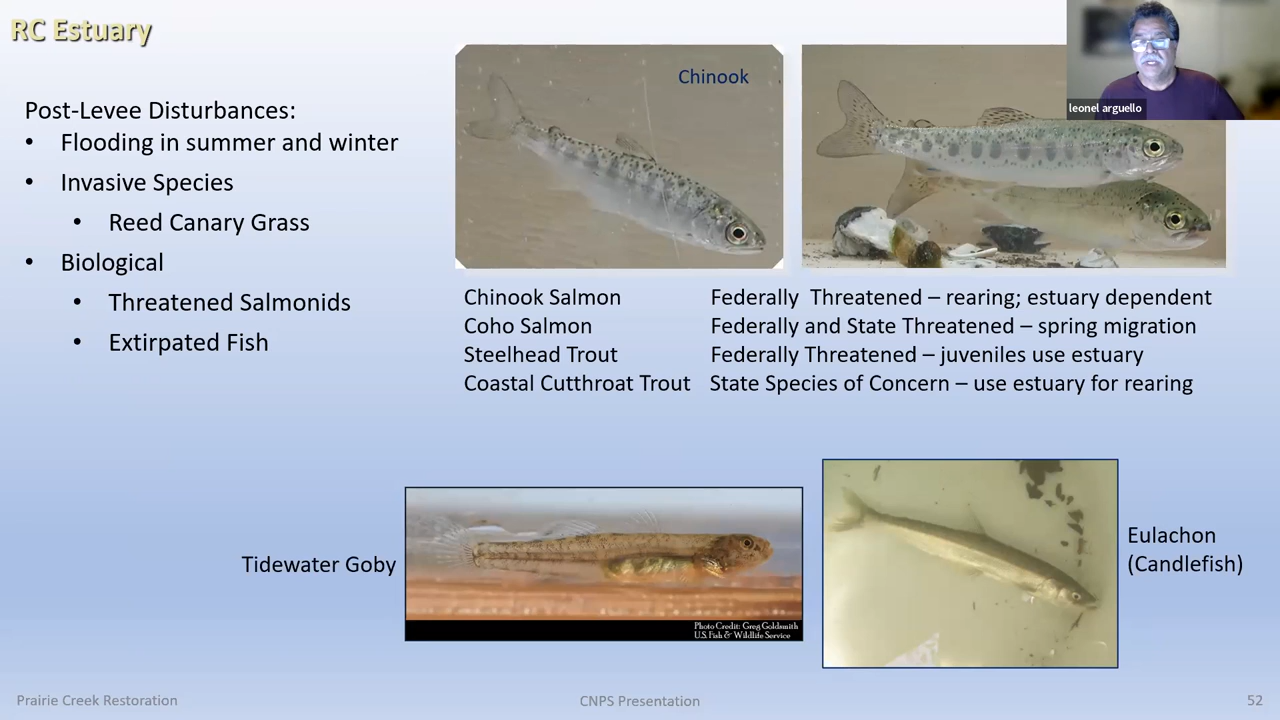 RC Estuary
leonel arguello
Post-Levee Disturbances:
• Flooding in summer and winter
• Invasive Species
• Reed Canary Grass
• Biological
• Threatened Salmonids
• Extirpated Fish
Chinook
Chinook Salmon Federally Threatened – rearing; estuary dependent
Coho Salmon Federally and State Threatened – spring migration
Steelhead Trout Federally Threatened – juveniles use estuary
Coastal Cutthroat Trout State Species of Concern – use estuary for rearing
Tidewater Goby
Photo Credit: Greg Goldsmith
U.S. Fish & Wildlife Service
Eulachon
(Candlefish)
Prairie Creek Restoration
CNPS Presentation
52